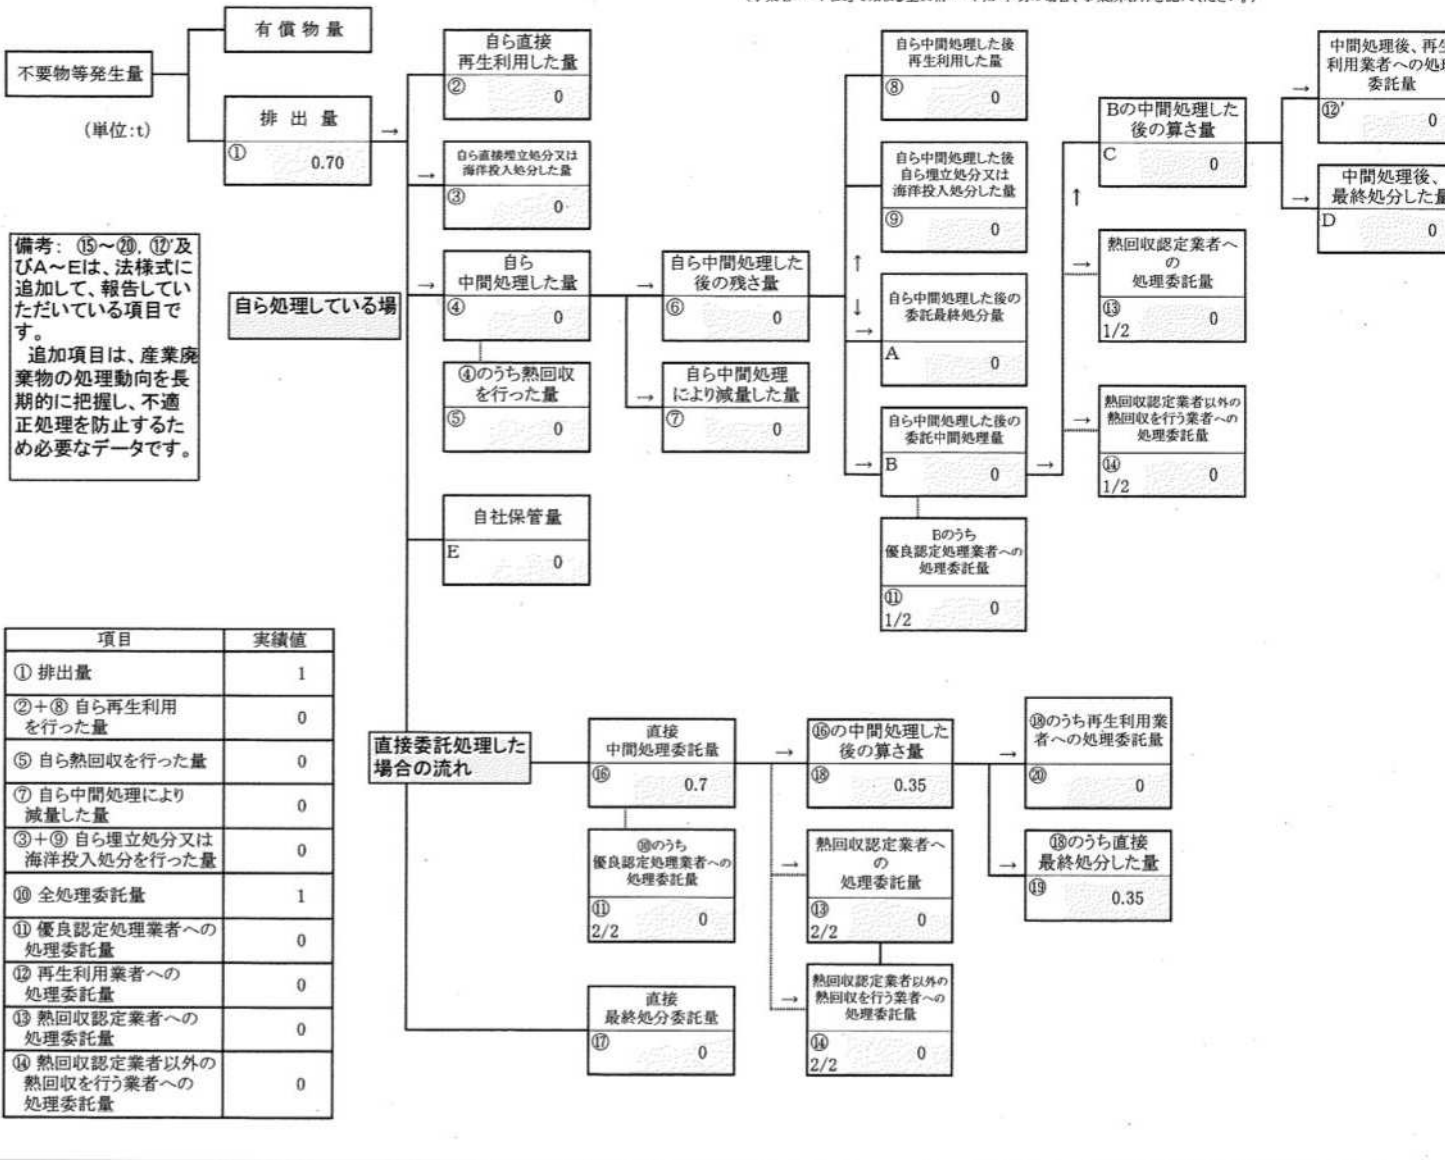 有償物量
不要物等発生量
(単位:t)
排出量
→
①
0.70
自ら直接
再生利用した量
②
0
→
自ら直接埋立処分又は
海洋投入処分した量
③
0
備考: ⑮~⑳, ⑫'及
びA~Eは、法様式に
追加して、報告してい
ただいている項目で
す。
追加項目は、産業廃
棄物の処理動向を長
期的に把握し、不適
正処理を防止するた
め必要なデータです。
自ら処理している場
→
自ら
中間処理した量
④
0
④のうち熱回収
を行った量
⑤
0
→
自ら中間処理した
後の残さ量
⑥
0
→
自ら中間処理
により減量した量
⑦
0
自社保管量
E
0
自ら中間処理した後
再生利用した量
⑧
0
自ら中間処理した後
自ら埋立処分又は
海洋投入処分した量
⑨
0
↑
↓
→
自ら中間処理した後の
委託最終処分量
A
0
→
自ら中間処理した後の
委託中間処理量
B
0
→
Bのうち
優良認定処理業者への
処理委託量
⑪
1/2
0
Bの中間処理した
後の算さ量
C
0
↑
→
熱回収認定業者へ
の
処理委託量
⑬
1/2
0
→
熱回収認定業者以外の
熱回収を行う業者への
処理委託量
⑭
1/2
0
→
中間処理後、再生
利用業者への処理
委託量
⑫'
0
→
中間処理後、
最終処分した量
D
0
項目 実績値
① 排出量 1
②+⑧ 自ら再生利用
を行った量 0
⑤ 自ら熱回収を行った量 0
⑦ 自ら中間処理により
減量した量 0
③+⑨ 自ら埋立処分又は
海洋投入処分を行った量 0
⑩ 全処理委託量 1
⑪ 優良認定処理業者への
処理委託量 0
⑫ 再生利用業者への
処理委託量 0
⑬ 熱回収認定業者への
処理委託量 0
⑭ 熱回収認定業者以外の
熱回収を行う業者への
処理委託量 0
直接委託処理した
場合の流れ
直接
中間処理委託量
⑯
0.7
⑩のうち
優良認定処理業者への
処理委託量
⑪
2/2
0
直接
最終処分委託量
⑰
0
→
⑯の中間処理した
後の算さ量
⑱
0.35
→
熱回収認定業者へ
の
処理委託量
⑬
2/2
0
→
熱回収認定業者以外の
熱回収を行う業者への
処理委託量
⑭
2/2
0
→
⑱のうち再生利用業
者への処理委託量
⑳
0
→
⑱のうち直接
最終処分した量
⑲
0.35